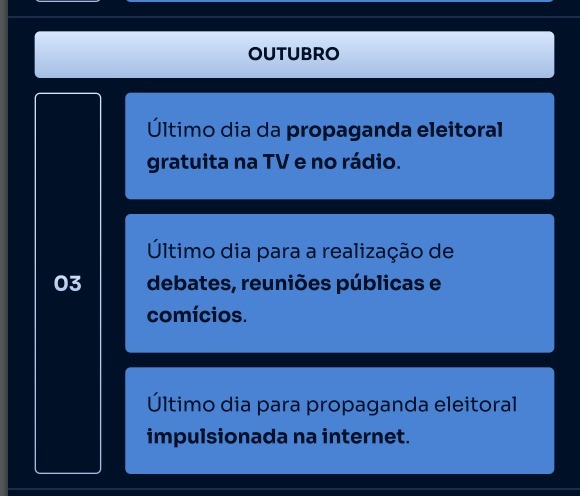 OUTUBRO
03
Último dia da propaganda eleitoral
gratuita na TV e no rádio.
Último dia para a realização de
debates, reuniões públicas e
comícios.
Último dia para propaganda eleitoral
impulsionada na internet.